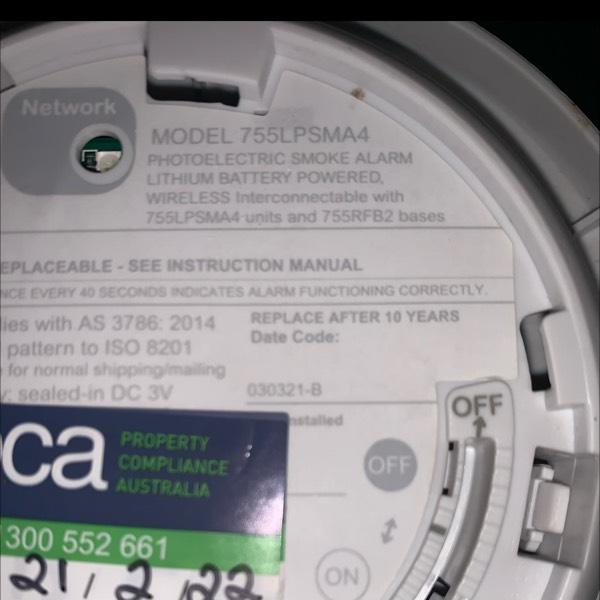 Network
MODEL 755LPSMA4
PHOTOELECTRIC SMOKE ALARM
LITHIUM BATTERY POWERED,
WIRELESS Interconnectable with
755LPSMA4 units and 755RFB2 bases
EPLACEABLE - SEE INSTRUCTION MANUAL
NCE EVERY 40 SECONDS INDICATES ALARM FUNCTIONING CORRECTLY.
lies with AS 3786: 2014
pattern to ISO 8201
for normal shipping/mailing
y: sealed-in DC 3V
REPLACE AFTER 10 YEARS
Date Code:
030321-B
nstalled
OFF
OFF
ON
ca
PROPERTY
COMPLIANCE
AUSTRALIA
300 552 661
21/2/22